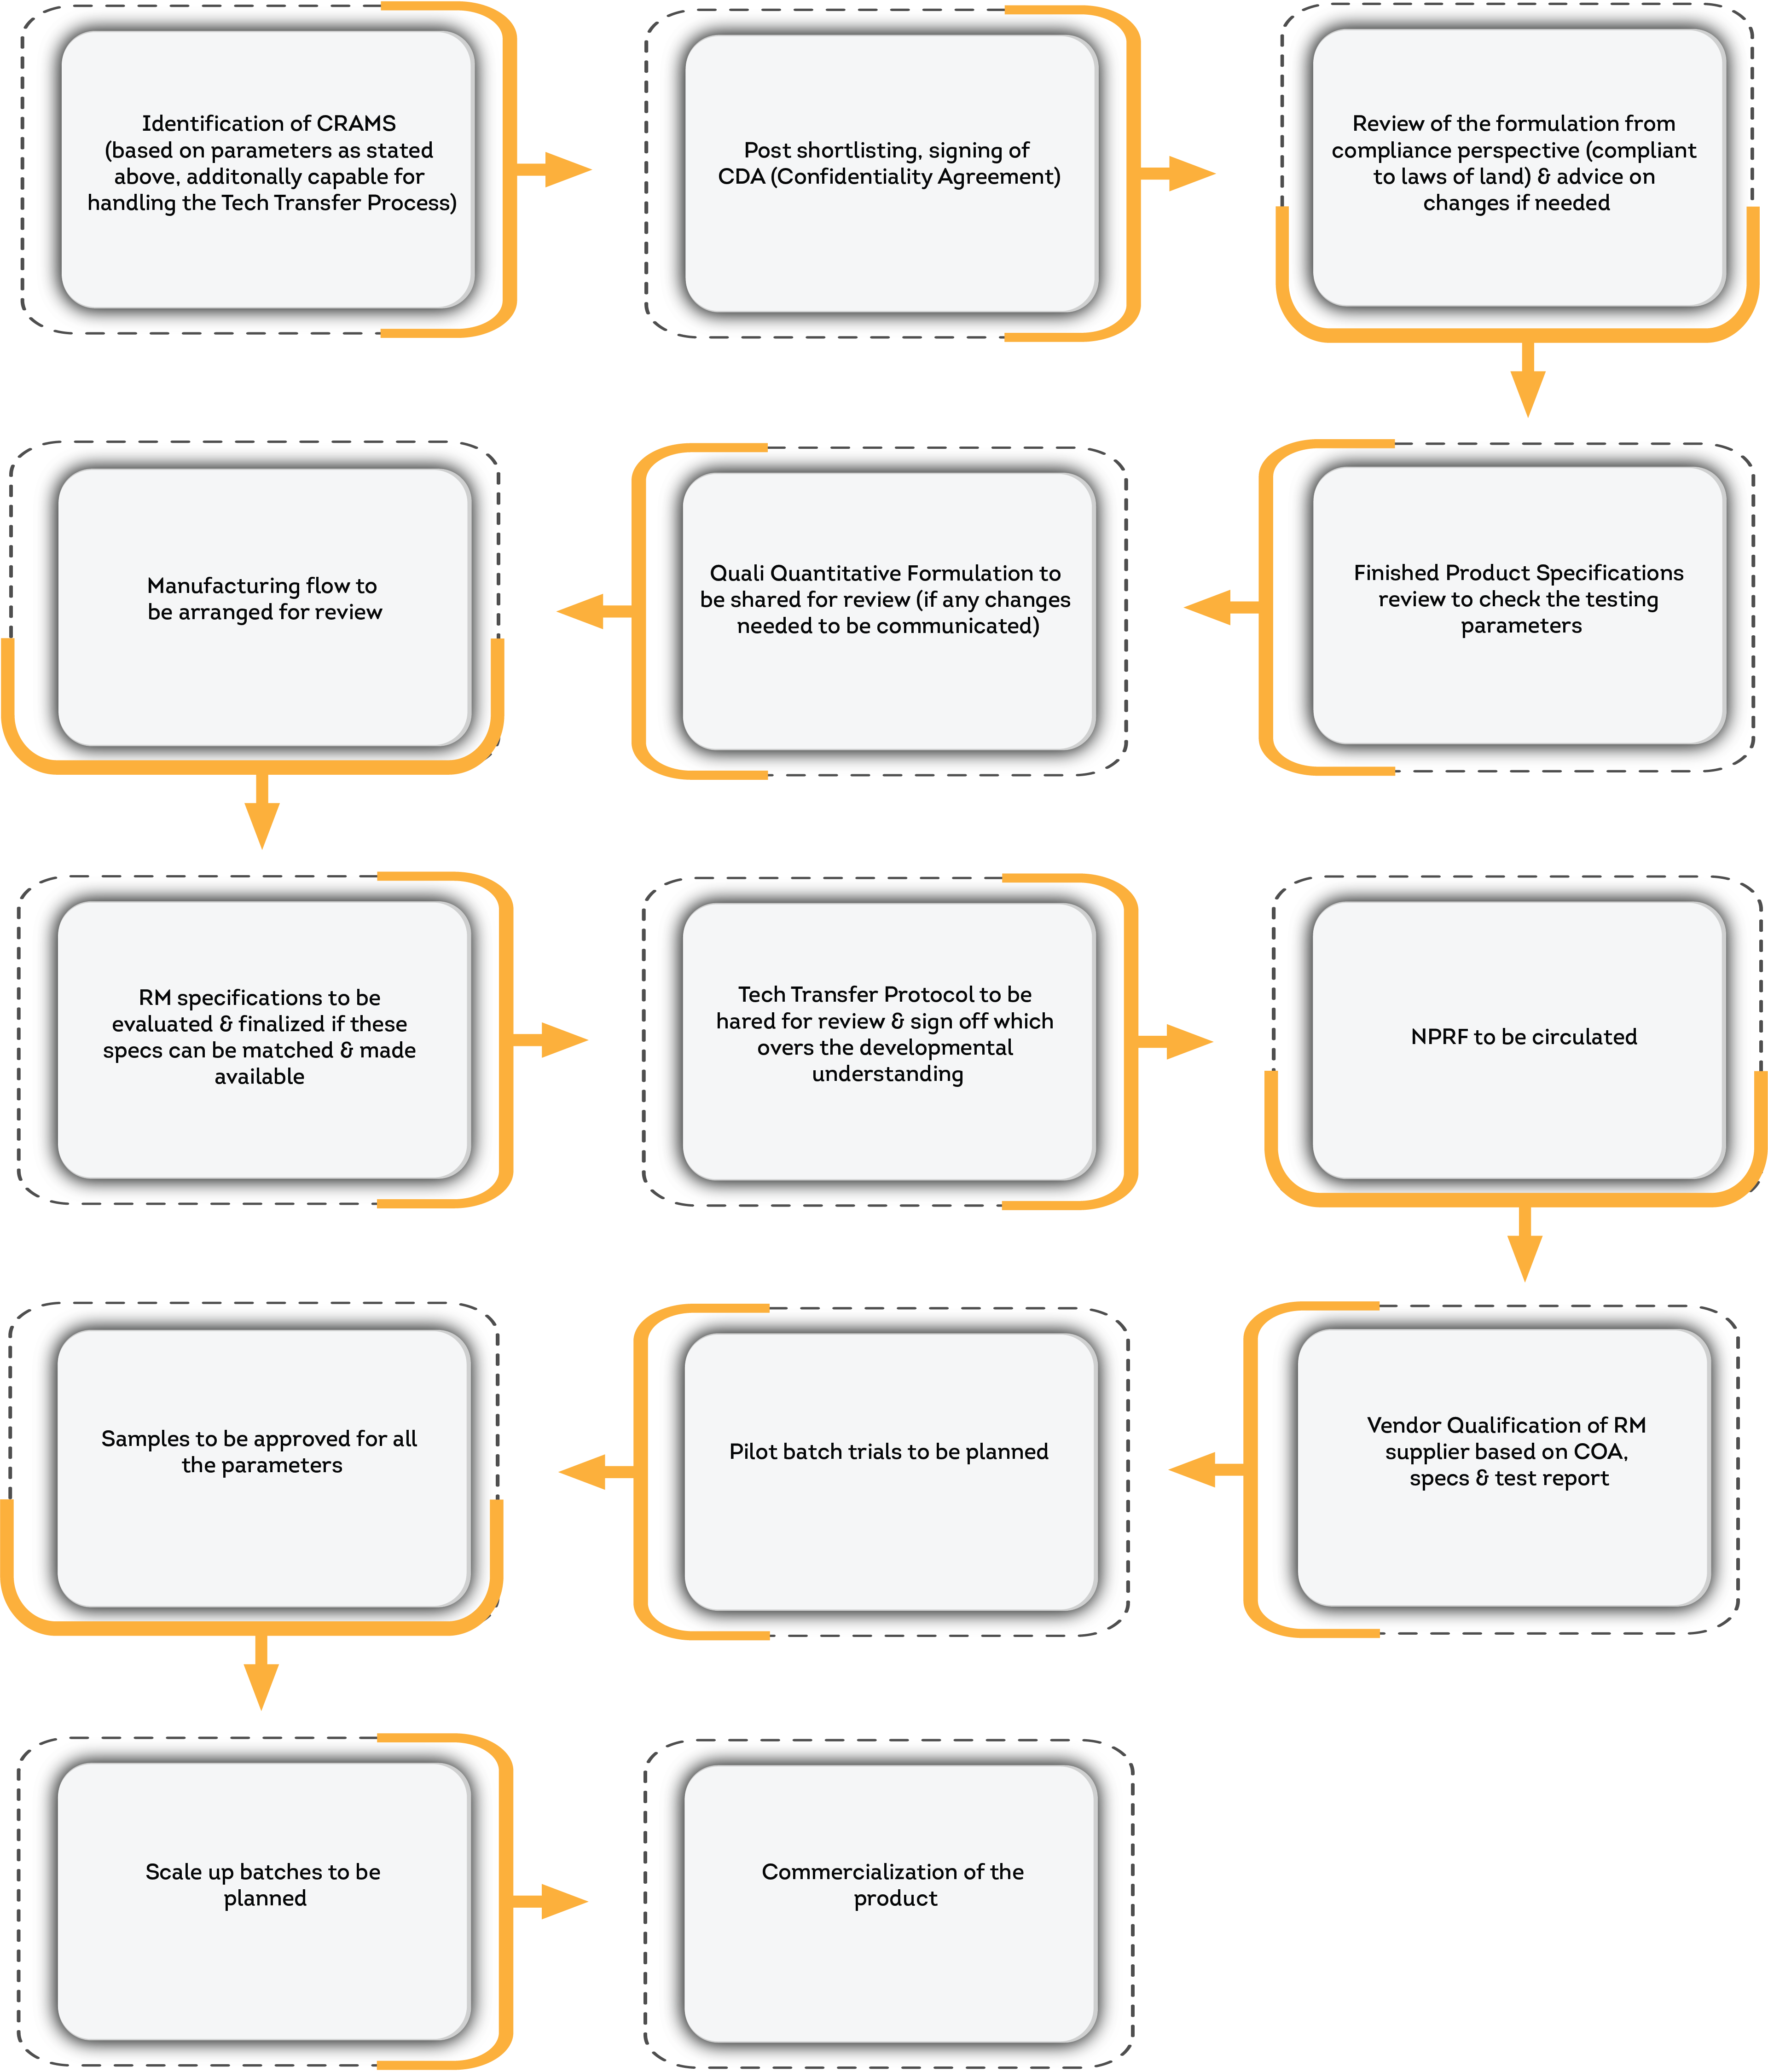 Identification of CRAMS
(based on parameters as stated
above, additonally capable for
handling the Tech Transfer Process)
Post shortlisting, signing of
CDA (Confidentiality Agreement)
Review of the formulation from
compliance perspective (compliant
to laws of land) & advice on
changes if needed
Finished Product Specifications
review to check the testing
parameters
Quali Quantitative Formulation to
be shared for review (if any changes
needed to be communicated)
Manufacturing flow to
be arranged for review
RM specifications to be
evaluated & finalized if these
specs can be matched & made
available
Tech Transfer Protocol to be
hared for review & sign off which
overs the developmental
understanding
NPRF to be circulated
Vendor Qualification of RM
supplier based on COA,
specs & test report
Pilot batch trials to be planned
Samples to be approved for all
the parameters
Scale up batches to be
planned
Commercialization of the
product